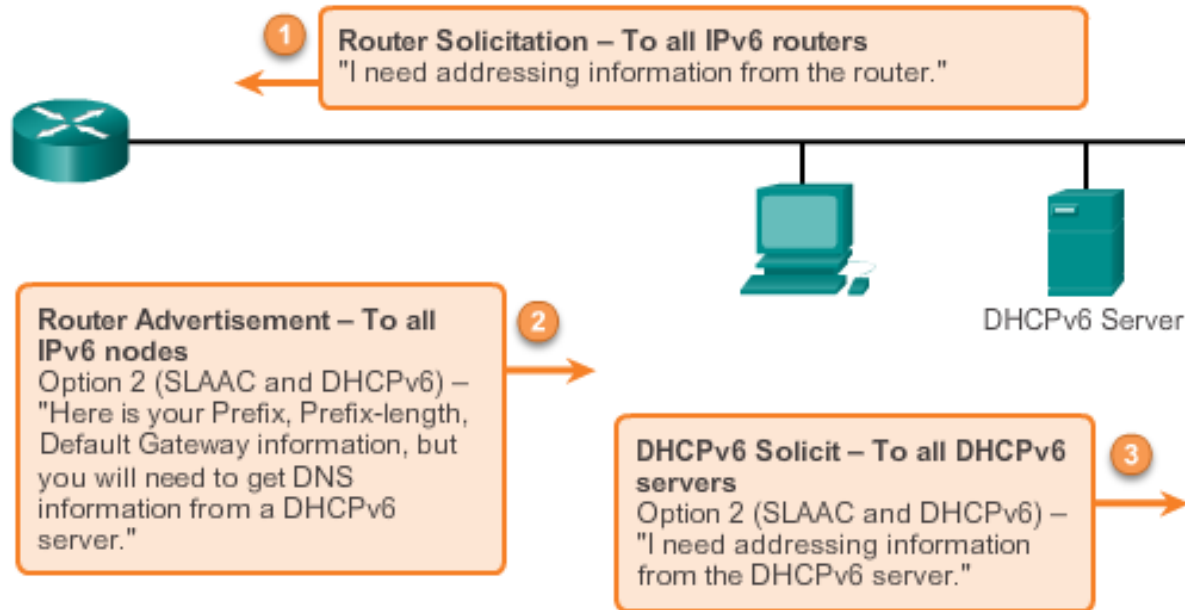 1
Router Solicitation – To all IPv6 routers
"I need addressing information from the router."
DHCPv6 Server
Router Advertisement – To all
IPv6 nodes
Option 2 (SLAAC and DHCPv6) –
"Here is your Prefix, Prefix-length,
Default Gateway information, but
you will need to get DNS
information from a DHCPv6
server."
2
DHCPv6 Solicit – To all DHCPv6
servers
Option 2 (SLAAC and DHCPv6) –
"I need addressing information
from the DHCPv6 server."
3